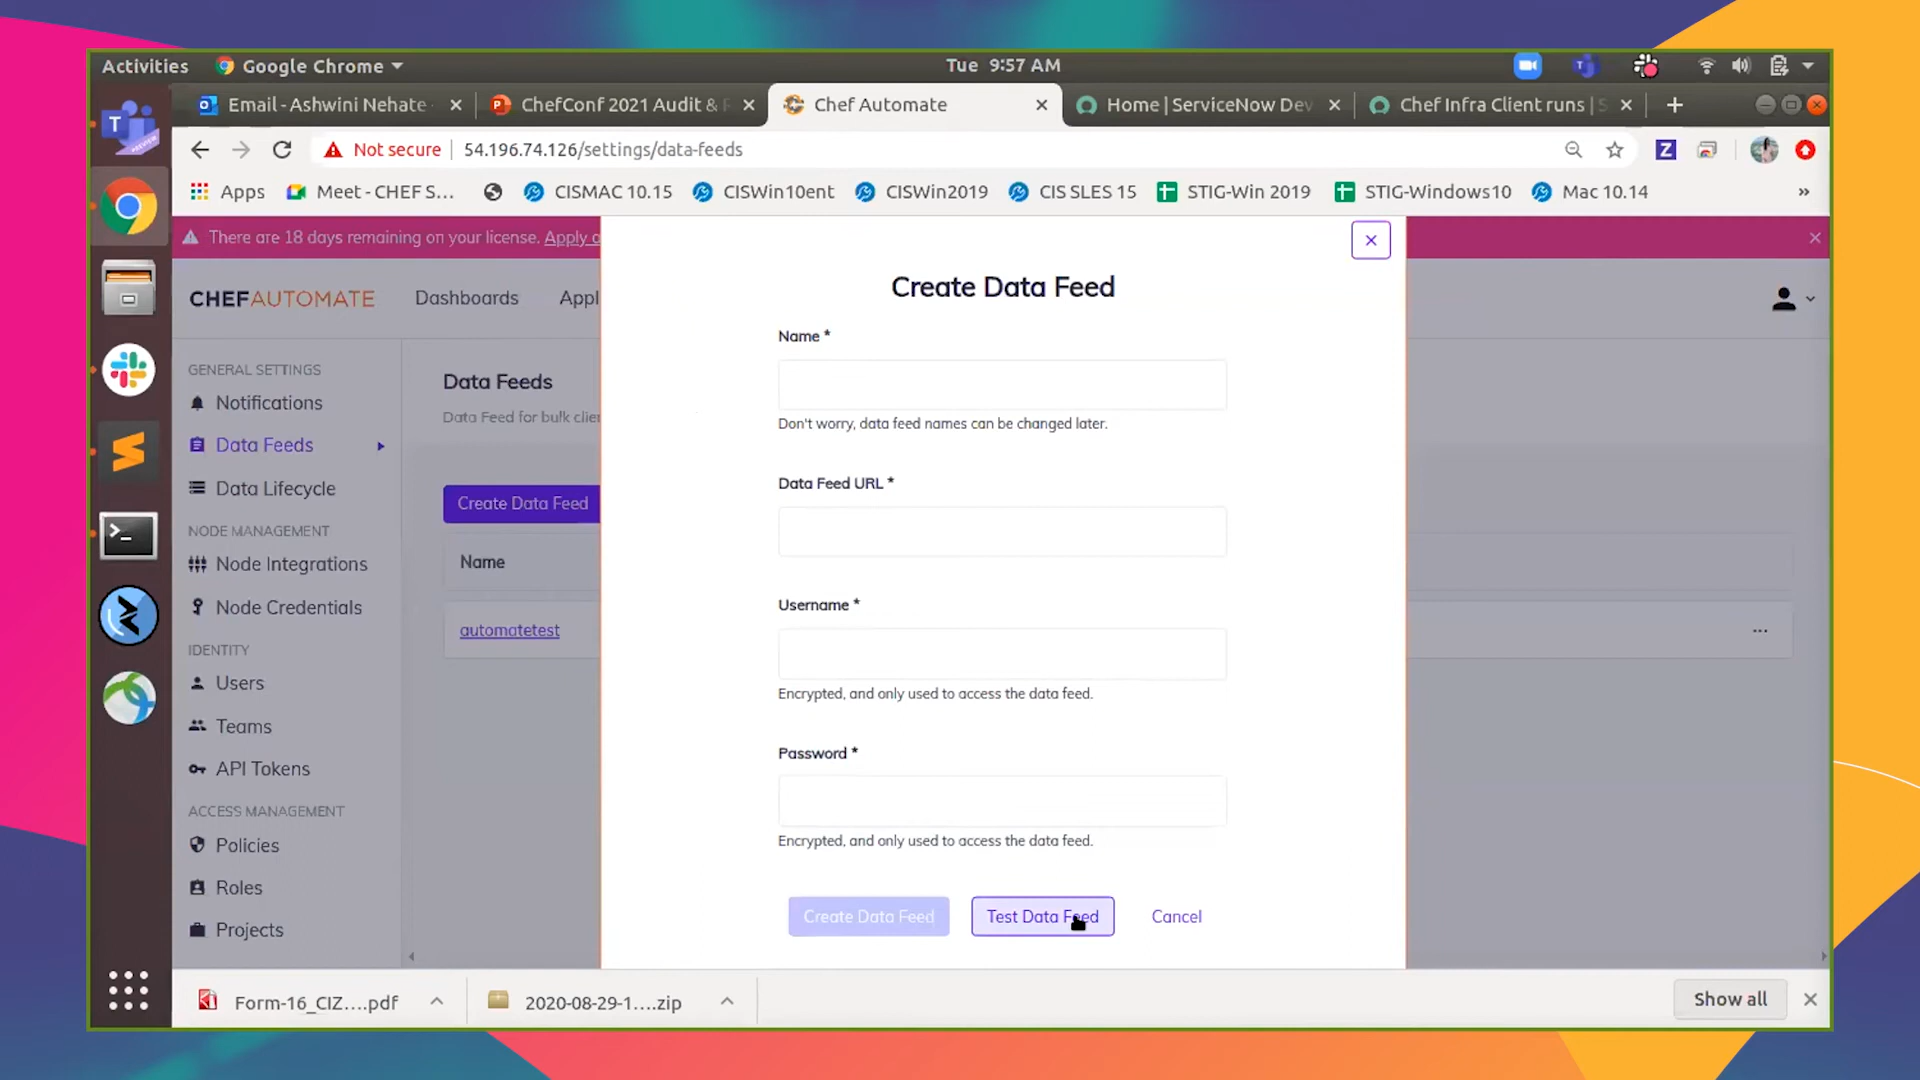 Activities
Google Chrome
Tue 9:57 AM
Email - Ashwini Nehate
ChefConf 2021 Audit &
Chef Automate
Home | ServiceNow Dev
Chef Infra Client runs |
Not secure
54.196.74.126/settings/data-feeds
Apps
Meet - CHEF S...
CISMAC 10.15
CISWin10ent
CISWin2019
CIS SLES 15
STIG-Win 2019
STIG-Windows10
Mac 10.14
»
There are 18 days remaining on your license. Apply
CHEFAUTOMATE
Dashboards
Appl
GENERAL SETTINGS
Notifications
Data Feeds
Data Lifecycle
NODE MANAGEMENT
Node Integrations
Node Credentials
IDENTITY
Users
Teams
API Tokens
ACCESS MANAGEMENT
Policies
Roles
Projects
Data Feeds
Data Feed for bulk clie
Create Data Feed
Name
automatetest
...
Create Data Feed
Name *
Don't worry, data feed names can be changed later.
Data Feed URL *
Username *
Encrypted, and only used to access the data feed.
Password *
Encrypted, and only used to access the data feed.
Create Data Feed
Test Data Feed
Cancel
Form-16_CIZ....pdf
2020-08-29-1....zip
Show all